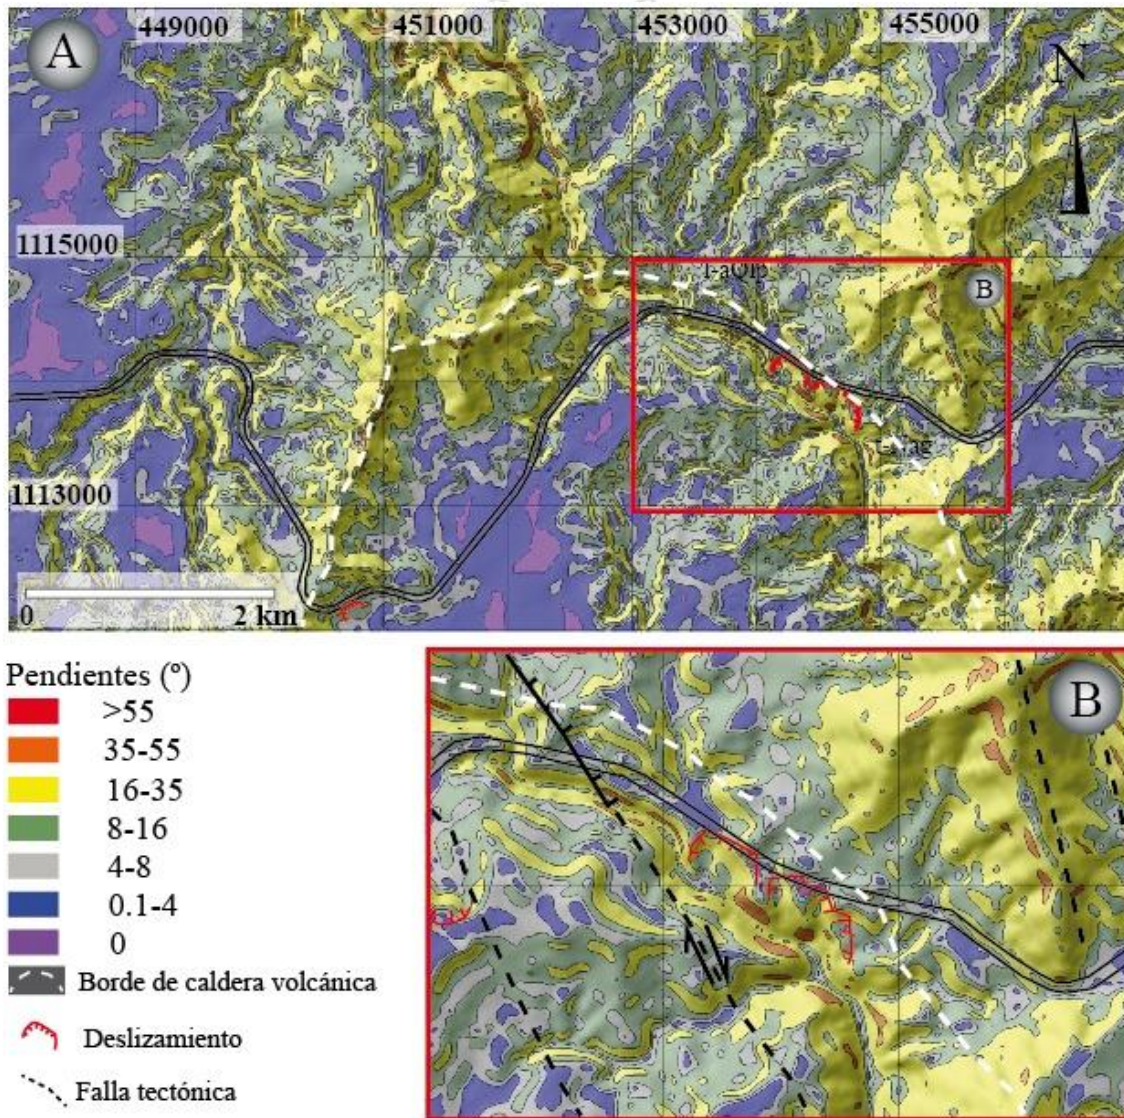 A
449000
451000
453000
455000
N
1115000
B
1113000
0
2 km
Pendientes (º)
>55
35-55
16-35
8-16
4-8
0.1-4
0
Borde de caldera volcánica
Deslizamiento
Falla tectónica
B